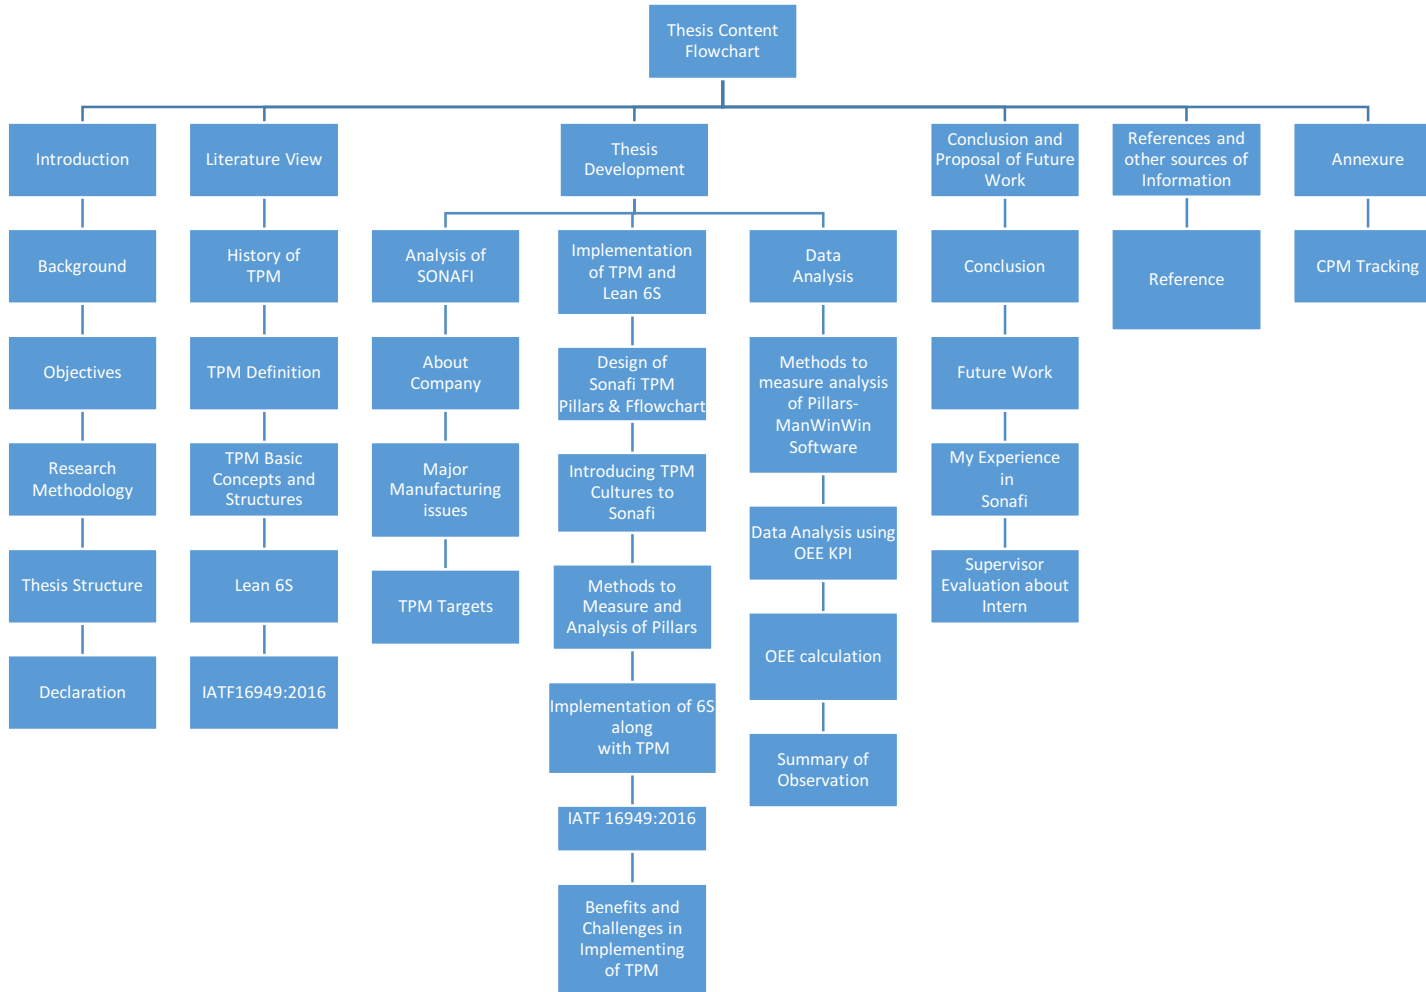 Thesis Content
Flowchart
Introduction
Background
Objectives
Research
Methodology
Thesis Structure
Declaration
Literature View
History of
TPM
TPM Definition
TPM Basic
Concepts and
Structures
Lean 6S
IATF16949:2016
Thesis
Development
Analysis of
SONAFI
About
Company
Major
Manufacturing
issues
TPM Targets
Implementation
of TPM and
Lean 6S
Design of
Sonafi TPM
Pillars & Fflowchart
Introducing TPM
Cultures to
Sonafi
Methods to
Measure and
Analysis of Pillars
Implementation of 6S
along
with TPM
IATF 16949:2016
Benefits and
Challenges in
Implementing
of TPM
Data
Analysis
Methods to
measure analysis
of Pillars-
ManWinWin
Software
Data Analysis using
OEE KPI
OEE calculation
Summary of
Observation
Conclusion and
Proposal of Future
Work
Conclusion
Future Work
My Experience
in
Sonafi
Supervisor
Evaluation about
Intern
References and
other sources of
Information
Reference
Annexure
CPM Tracking